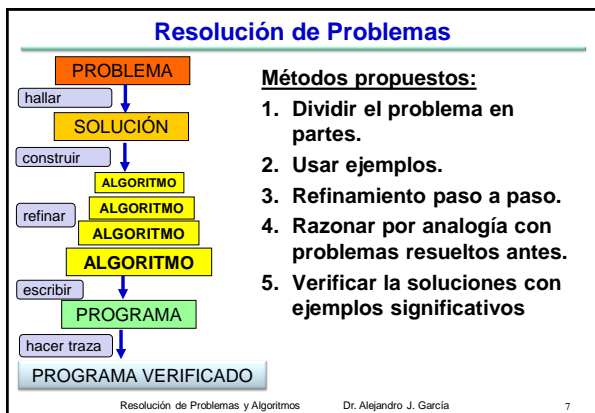 Resolución de Problemas
PROBLEMA
hallar
SOLUCIÓN
construir
ALGORITMO
ALGORITMO
refinar
ALGORITMO
ALGORITMO
escribir
PROGRAMA
hacer traza
PROGRAMA VERIFICADO
Métodos propuestos:
1. Dividir el problema en
partes.
2. Usar ejemplos.
3. Refinamiento paso a paso.
4. Razonar por analogía con
problemas resueltos antes.
5. Verificar la soluciones con
ejemplos significativos
Resolución de Problemas y Algoritmos Dr. Alejandro J. García 7